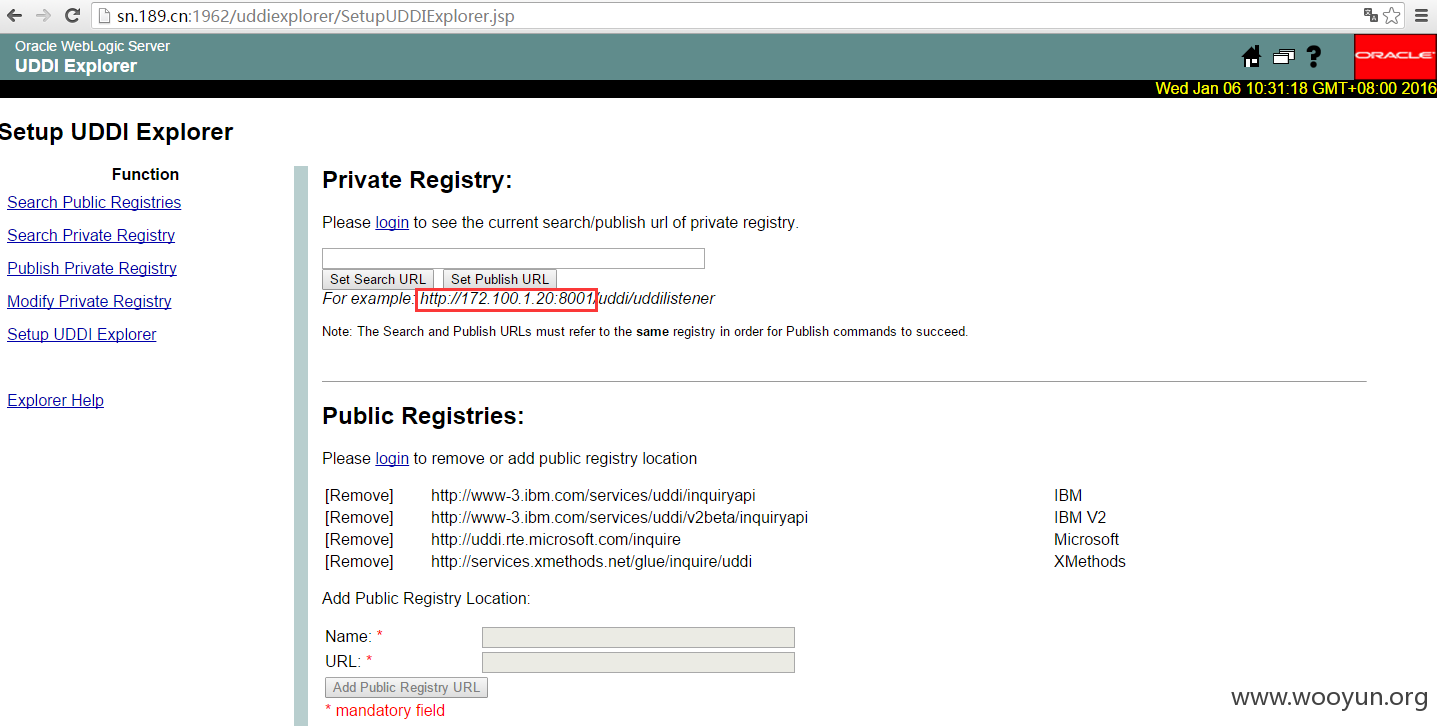 sn.189.cn:1962/uddiexplorer/SetupUDDIExplorer.jsp
Oracle WebLogic Server
UDDI Explorer
ORACLE
Wed Jan 06 10:31:18 GMT+08:00 2016
Setup UDDI Explorer
Function
Search Public Registries
Search Private Registry
Publish Private Registry
Modify Private Registry
Setup UDDI Explorer
Explorer Help
Private Registry:
Please login to see the current search/publish url of private registry.
Set Search URL Set Publish URL
For example: http://172.100.1.20:8001/uddi/uddilistener
Note: The Search and Publish URLs must refer to the same registry in order for Publish commands to succeed.
Public Registries:
Please login to remove or add public registry location
[Remove] http://www-3.ibm.com/services/uddi/inquiryapi IBM
[Remove] http://www-3.ibm.com/services/uddi/v2beta/inquiryapi IBM V2
[Remove] http://uddi.rte.microsoft.com/inquire Microsoft
[Remove] http://services.xmethods.net/glue/inquire/uddi XMethods
Add Public Registry Location:
Name: *
URL: *
Add Public Registry URL
* mandatory field
www.wooyun.org